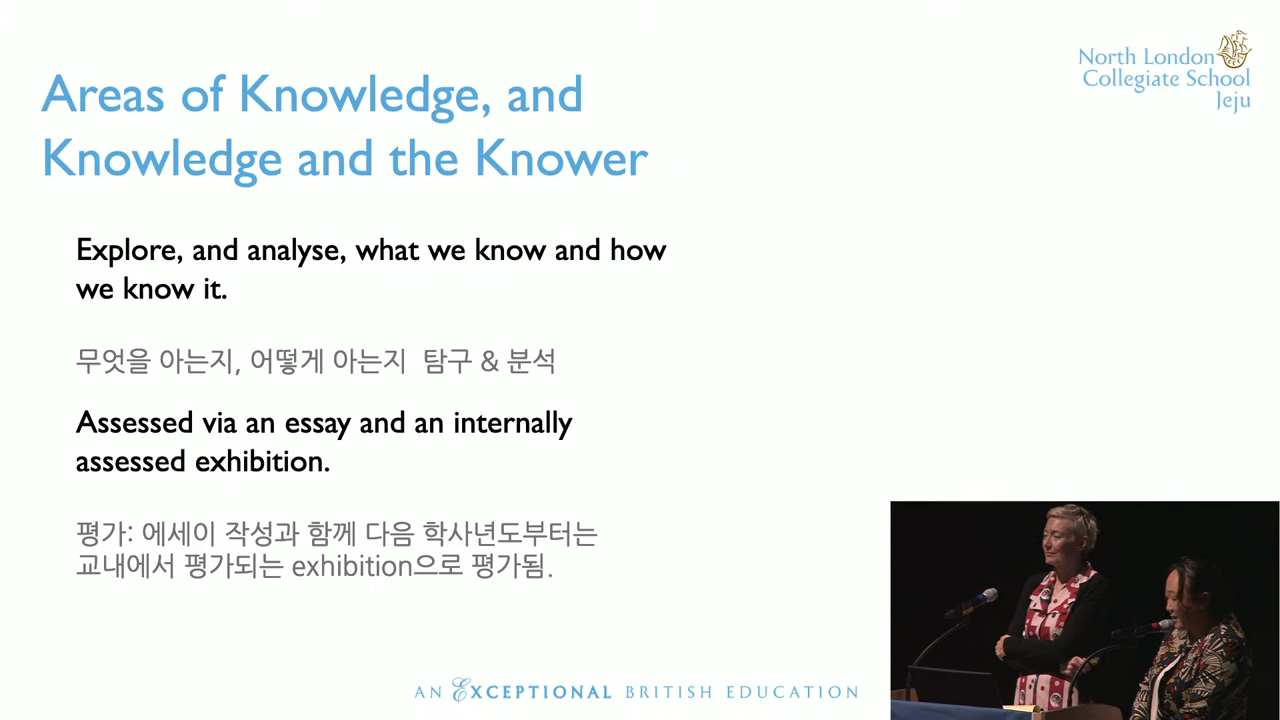 North London
Collegiate School
Jeju
Areas of Knowledge, and
Knowledge and the Knower
Explore, and analyse, what we know and how
we know it.
무엇을 아는지, 어떻게 아는지 탐구 & 분석
Assessed via an essay and an internally
assessed exhibition.
평가: 에세이 작성과 함께 다음 학사년도부터는
교내에서 평가되는 exhibition으로 평가됨.
AN EXCEPTIONAL BRITISH EDUCATION